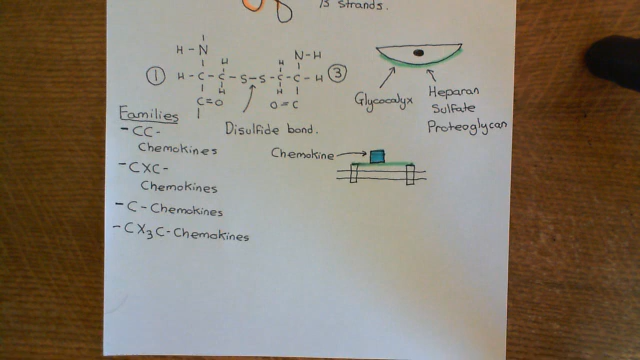 13 strands.
H-N
N-H
H H
1 H-C-C-S-S-C-C-H 3
H H
C=O O=C
Disulfide bond.
Families
-CC-
Chemokines
-CXC-
Chemokines
-C-Chemokines
-CX₃C-Chemokines
Glycocalyx
Heparan
Sulfate
Proteoglycan
Chemokine